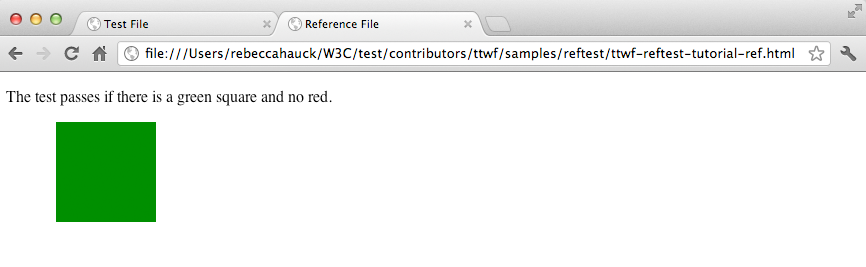 Test File
Reference File
file:///Users/rebeccahauck/W3C/test/contributors/ttwf/samples/reftest/ttwf-reftest-tutorial-ref.html
The test passes if there is a green square and no red.